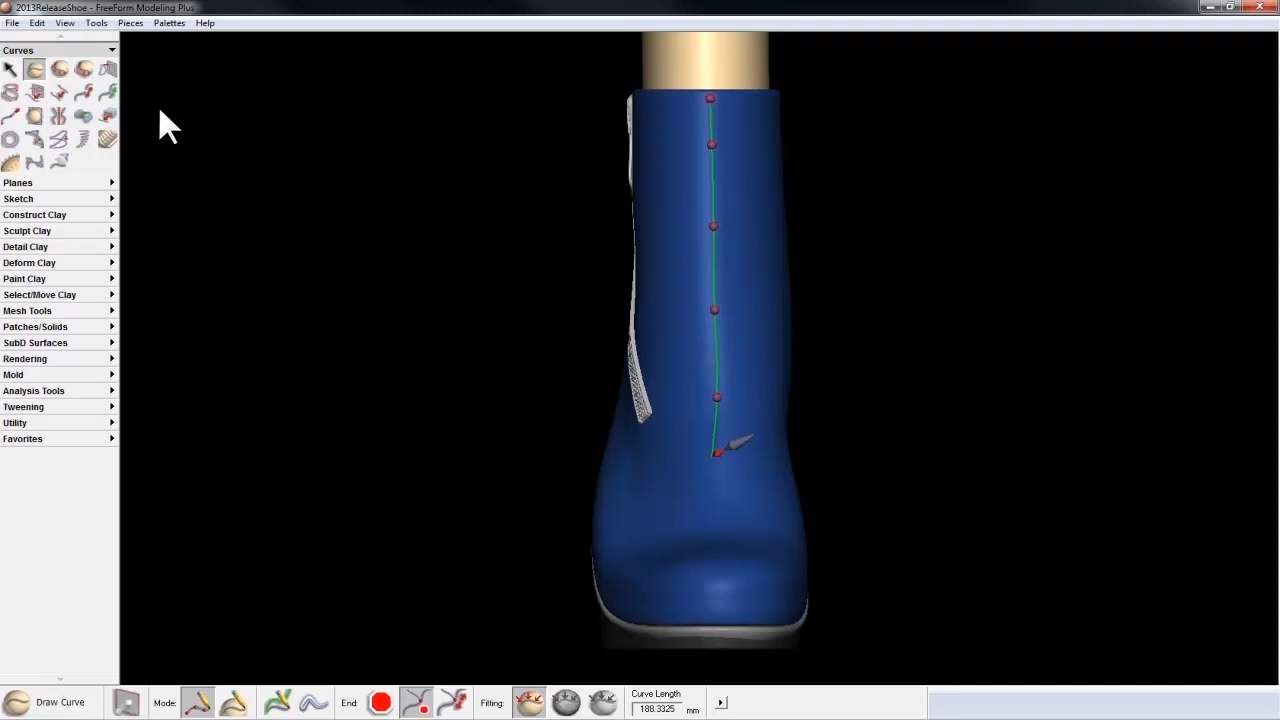 2013ReleaseShoe - FreeForm Modeling Plus
File Edit View Tools Pieces Palettes Help
Curves
Planes
Sketch
Construct Clay
Sculpt Clay
Detail Clay
Deform Clay
Paint Clay
Select/Move Clay
Mesh Tools
Patches/Solids
SubD Surfaces
Rendering
Mold
Analysis Tools
Tweening
Utility
Favorites
Draw Curve Mode: End: Fitting: Curve Length
188.3325 mm